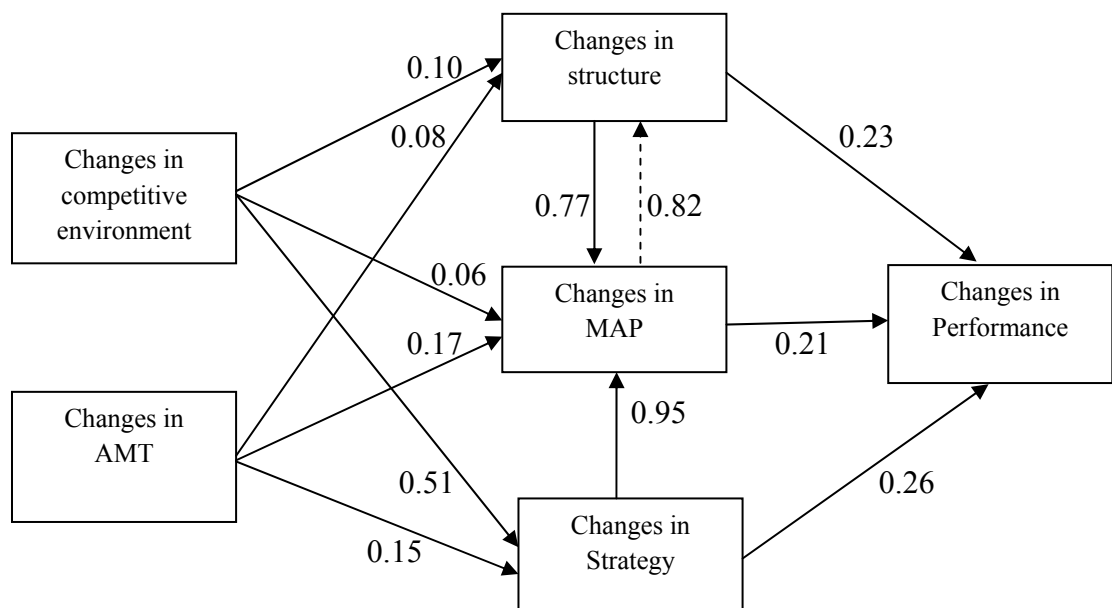 Changes in
structure
0.10
0.08
0.23
Changes in
competitive
environment
0.77
0.82
0.06
Changes in
MAP
Changes in
Performance
0.17
0.21
Changes in
AMT
0.95
0.51
0.26
Changes in
Strategy
0.15